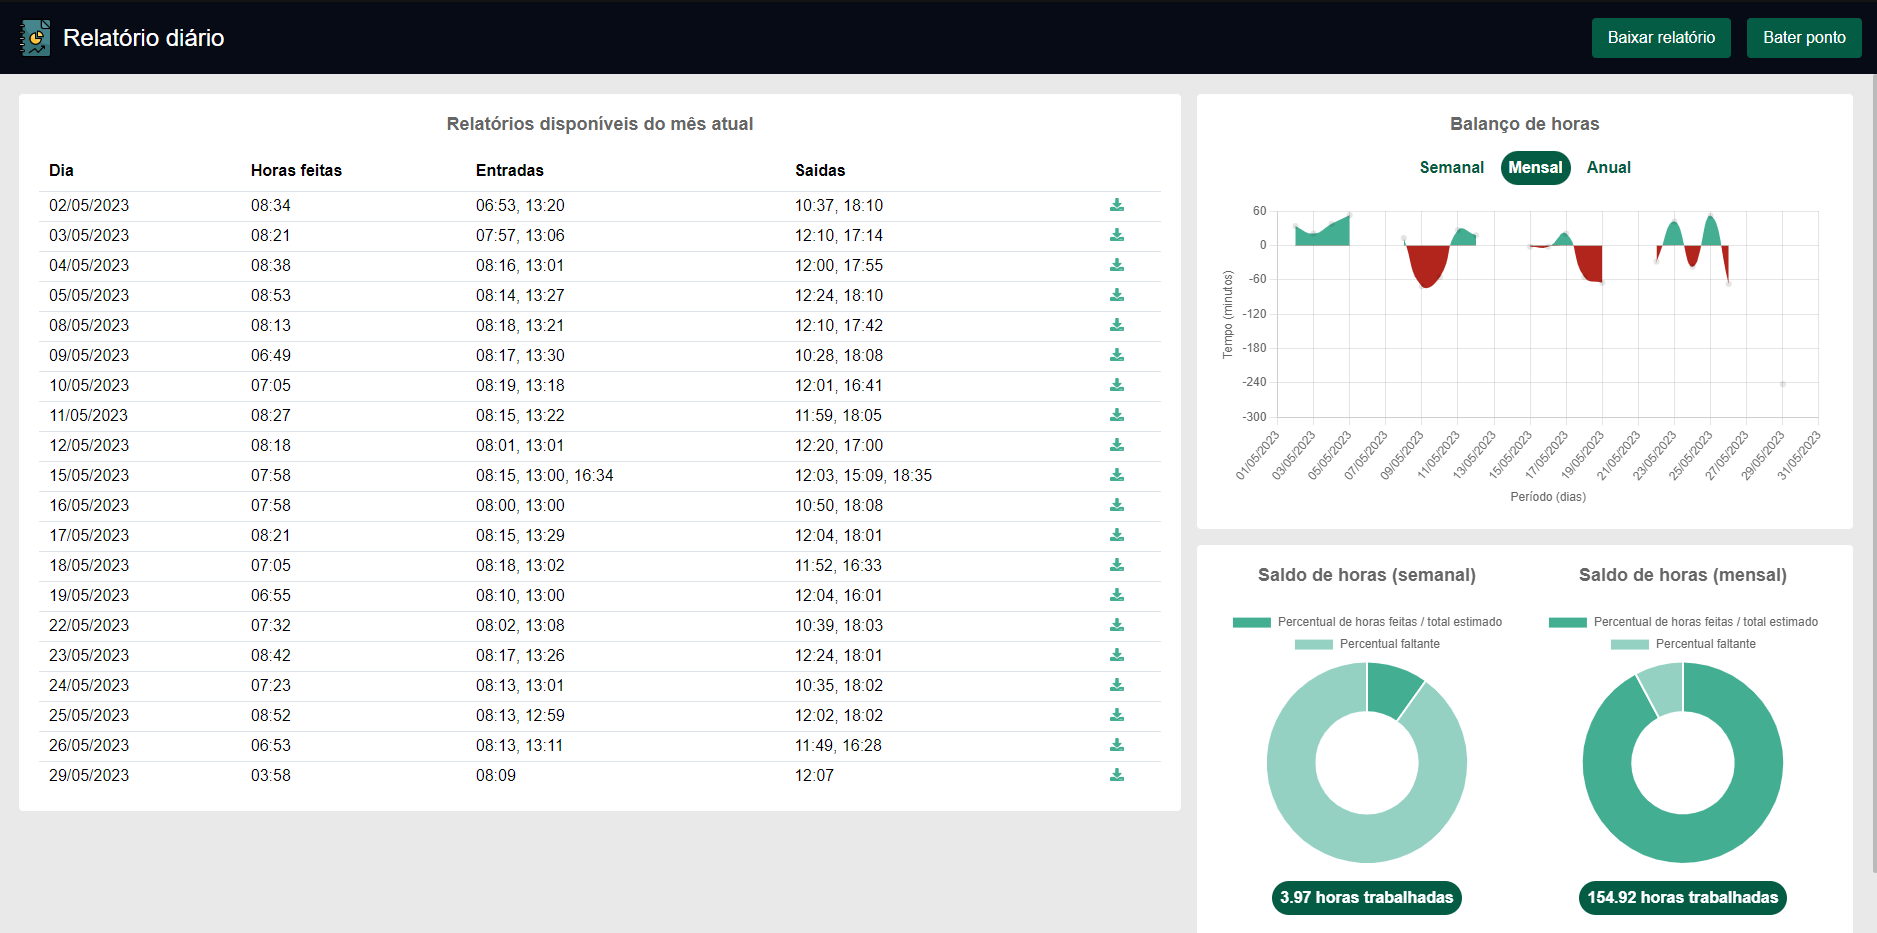 Relatório diário
Baixar relatório
Bater ponto
Relatórios disponíveis do mês atual
Dia Horas feitas Entradas Saidas
02/05/2023 08:34 06:53, 13:20 10:37, 18:10
03/05/2023 08:21 07:57, 13:06 12:10, 17:14
04/05/2023 08:38 08:16, 13:01 12:00, 17:55
05/05/2023 08:53 08:14, 13:27 12:24, 18:10
08/05/2023 08:13 08:18, 13:21 12:10, 17:42
09/05/2023 06:49 08:17, 13:30 10:28, 18:08
10/05/2023 07:05 08:19, 13:18 12:01, 16:41
11/05/2023 08:27 08:15, 13:22 11:59, 18:05
12/05/2023 08:18 08:01, 13:01 12:20, 17:00
15/05/2023 07:58 08:15, 13:00, 16:34 12:03, 15:09, 18:35
16/05/2023 07:58 08:00, 13:00 10:50, 18:08
17/05/2023 08:21 08:15, 13:29 12:04, 18:01
18/05/2023 07:05 08:18, 13:02 11:52, 16:33
19/05/2023 06:55 08:10, 13:00 12:04, 16:01
22/05/2023 07:32 08:02, 13:08 10:39, 18:03
23/05/2023 08:42 08:17, 13:26 12:24, 18:01
24/05/2023 07:23 08:13, 13:01 10:35, 18:02
25/05/2023 08:52 08:13, 12:59 12:02, 18:02
26/05/2023 06:53 08:13, 13:11 11:49, 16:28
29/05/2023 03:58 08:09 12:07
Balanço de horas
Semanal Mensal Anual
Tempo (minutos)
60
0
-60
-120
-180
-240
-300
01/05/2023
03/05/2023
05/05/2023
07/05/2023
09/05/2023
11/05/2023
13/05/2023
15/05/2023
17/05/2023
19/05/2023
21/05/2023
23/05/2023
25/05/2023
27/05/2023
29/05/2023
31/05/2023
Período (dias)
Saldo de horas (semanal)
Percentual de horas feitas / total estimado
Percentual faltante
3.97 horas trabalhadas
Saldo de horas (mensal)
Percentual de horas feitas / total estimado
Percentual faltante
154.92 horas trabalhadas